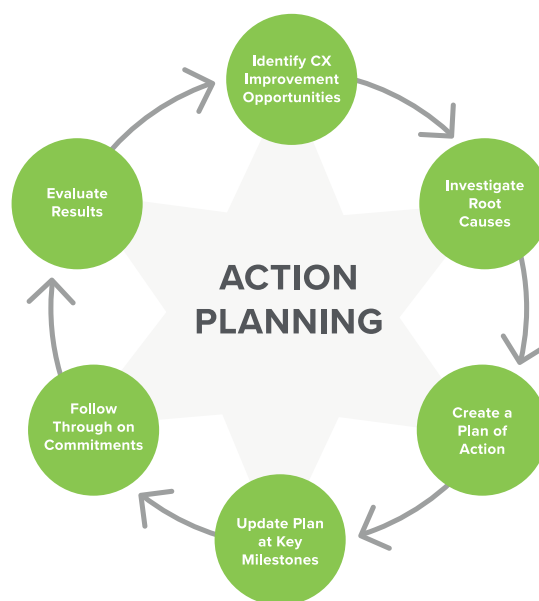 Identify CX
Improvement
Opportunities
Investigate
Root
Causes
Create a
Plan of
Action
Update Plan
at Key
Milestones
Follow
Through on
Commitments
Evaluate
Results
ACTION
PLANNING